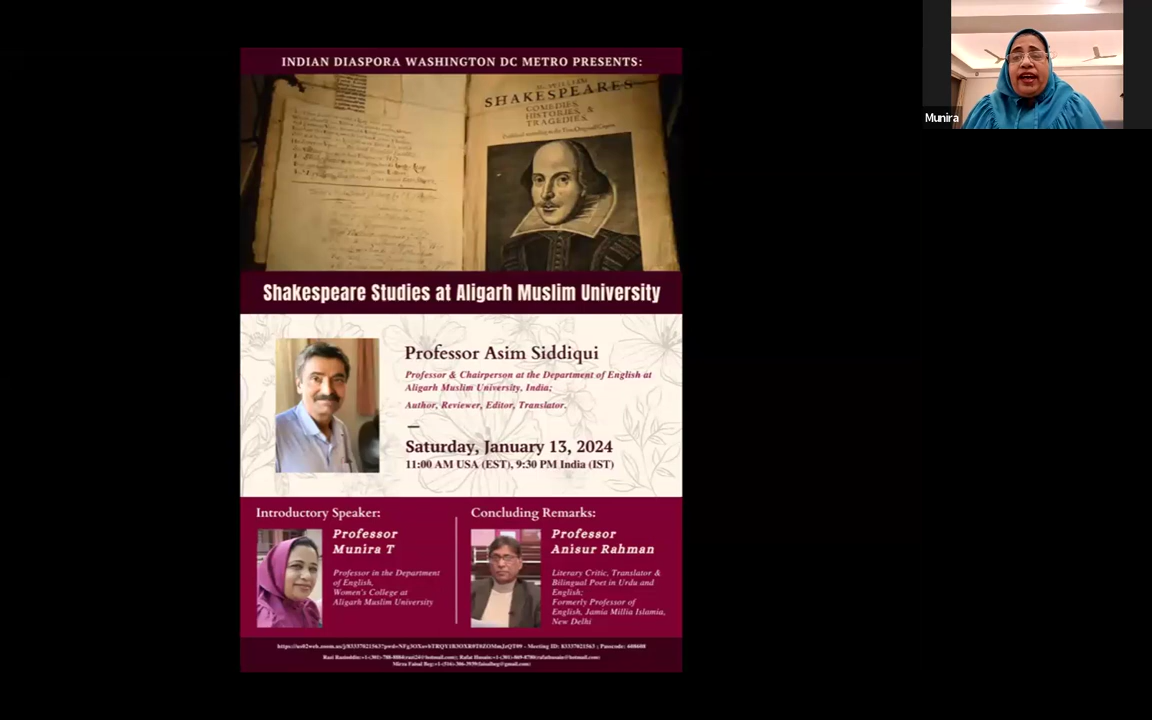 INDIAN DIASPORA WASHINGTON DC METRO PRESENTS:
SHAKESPEARES
COMEDIES,
HISTORIES, &
TRAGEDIES.
Shakespeare Studies at Aligarh Muslim University
Professor Asim Siddiqui
Professor & Chairperson at the Department of English at
Aligarh Muslim University, India;
Author, Reviewer, Editor, Translator.
Saturday, January 13, 2024
11:00 AM USA (EST), 9:30 PM India (IST)
Introductory Speaker:
Professor
Munira T
Professor in the Department
of English,
Women's College at
Aligarh Muslim University
Concluding Remarks:
Professor
Anisur Rahman
Literary Critic, Translator &
Bilingual Poet in Urdu and
English;
Formerly Professor of
English, Jamia Millia Islamia,
New Delhi
Munira